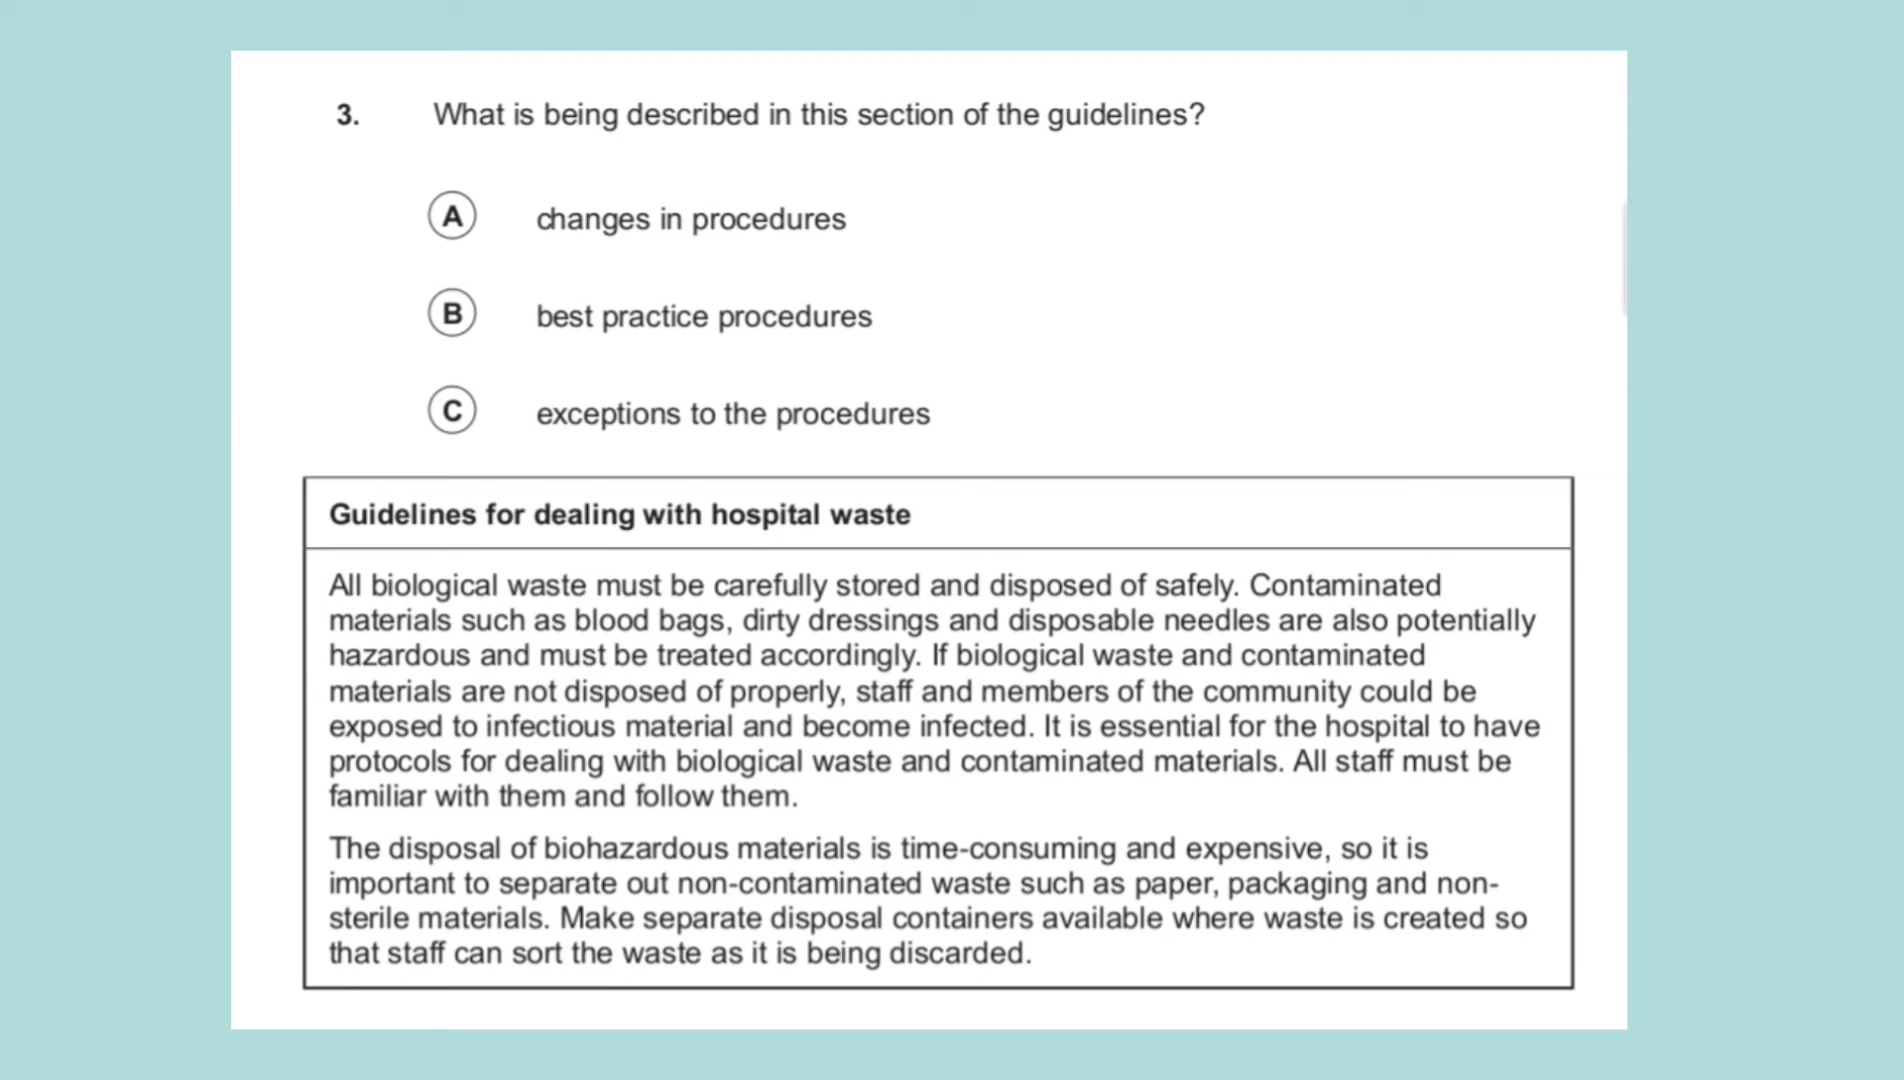 3. What is being described in this section of the guidelines?
A changes in procedures
B best practice procedures
C exceptions to the procedures
Guidelines for dealing with hospital waste
All biological waste must be carefully stored and disposed of safely. Contaminated
materials such as blood bags, dirty dressings and disposable needles are also potentially
hazardous and must be treated accordingly. If biological waste and contaminated
materials are not disposed of properly, staff and members of the community could be
exposed to infectious material and become infected. It is essential for the hospital to have
protocols for dealing with biological waste and contaminated materials. All staff must be
familiar with them and follow them.
The disposal of biohazardous materials is time-consuming and expensive, so it is
important to separate out non-contaminated waste such as paper, packaging and non-
sterile materials. Make separate disposal containers available where waste is created so
that staff can sort the waste as it is being discarded.